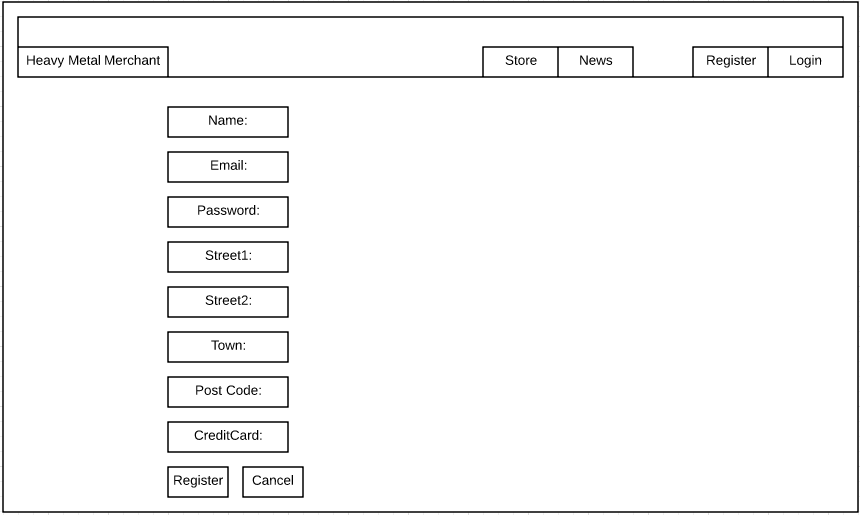 Heavy Metal Merchant
Store
News
Register
Login
Name:
Email:
Password:
Street1:
Street2:
Town:
Post Code:
CreditCard:
Register
Cancel